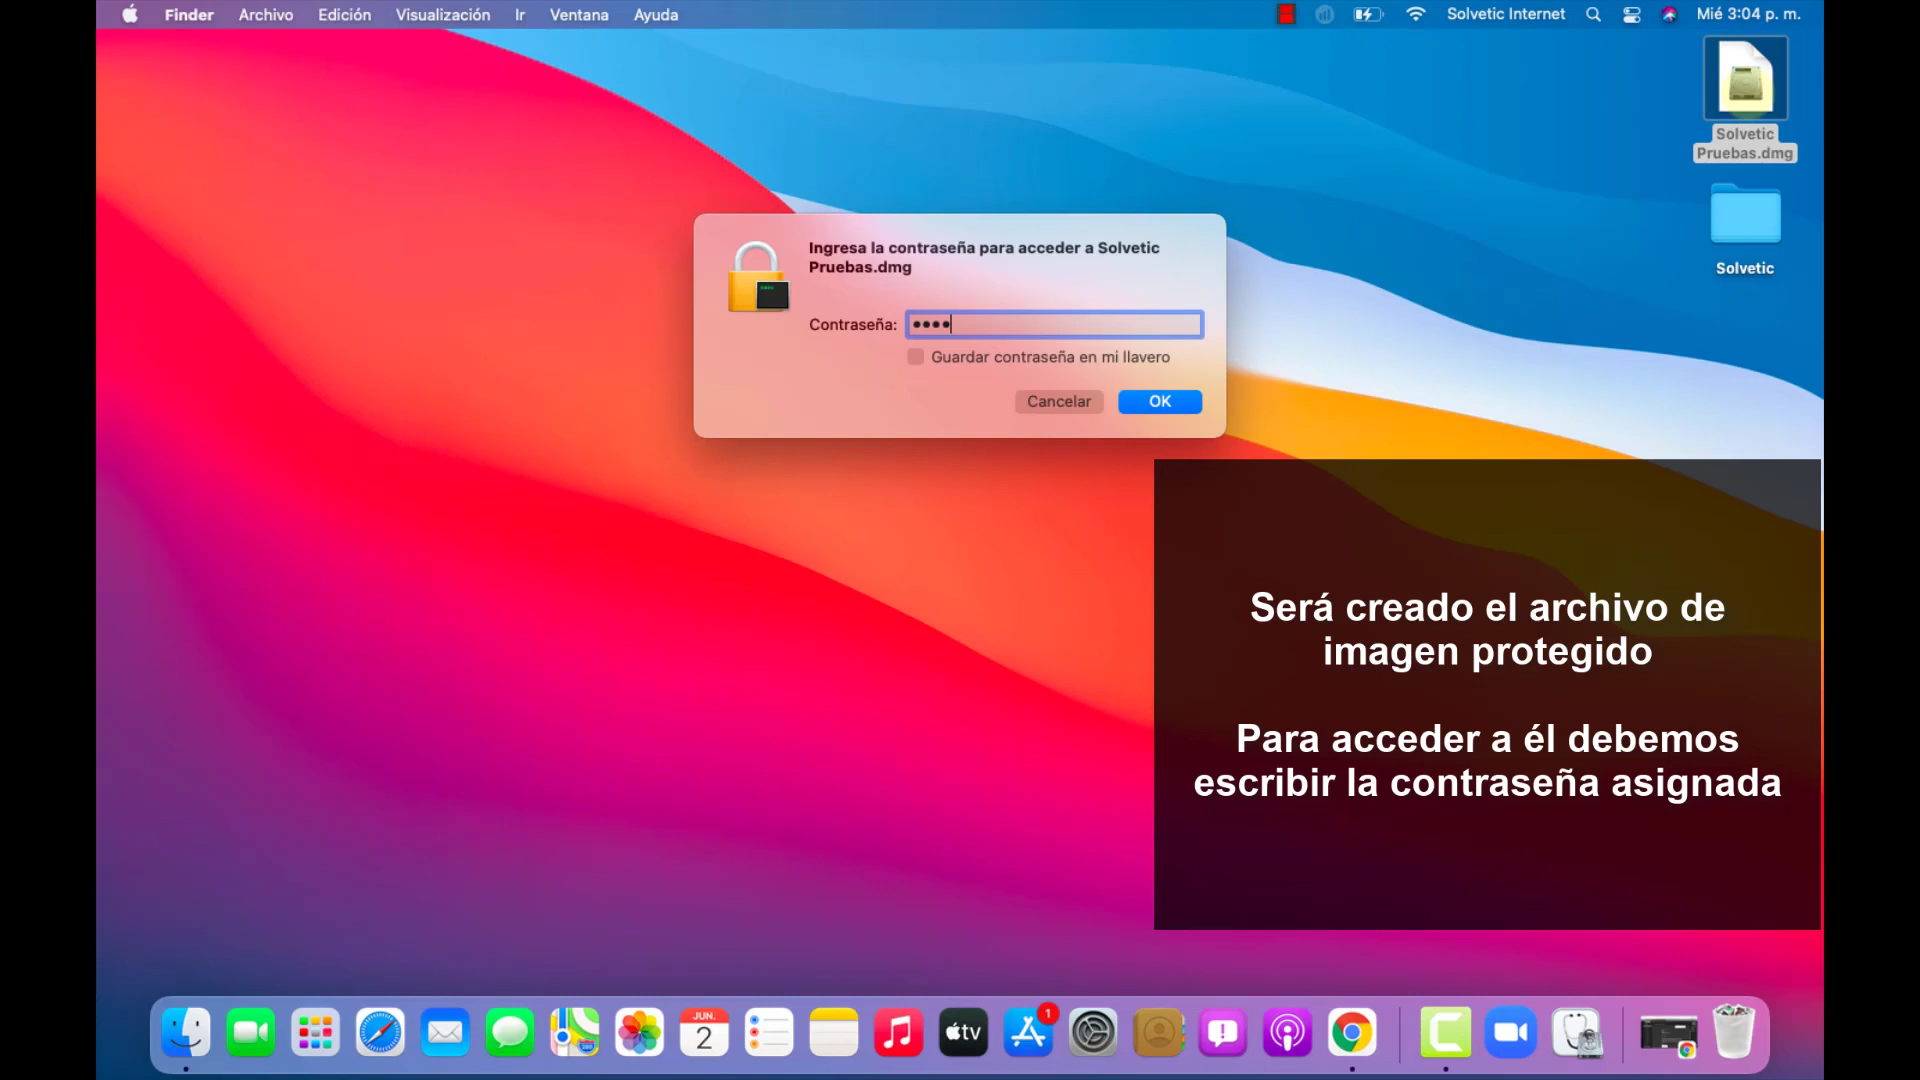 Finder Archivo Edición Visualización Ir Ventana Ayuda
Solvetic Internet Mié 3:04 p. m.
Solvetic
Pruebas.dmg
Solvetic
Ingresa la contraseña para acceder a Solvetic
Pruebas.dmg
Contraseña: ••••
Guardar contraseña en mi llavero
Cancelar OK
Será creado el archivo de
imagen protegido
Para acceder a él debemos
escribir la contraseña asignada
JUN.
2
tv
1